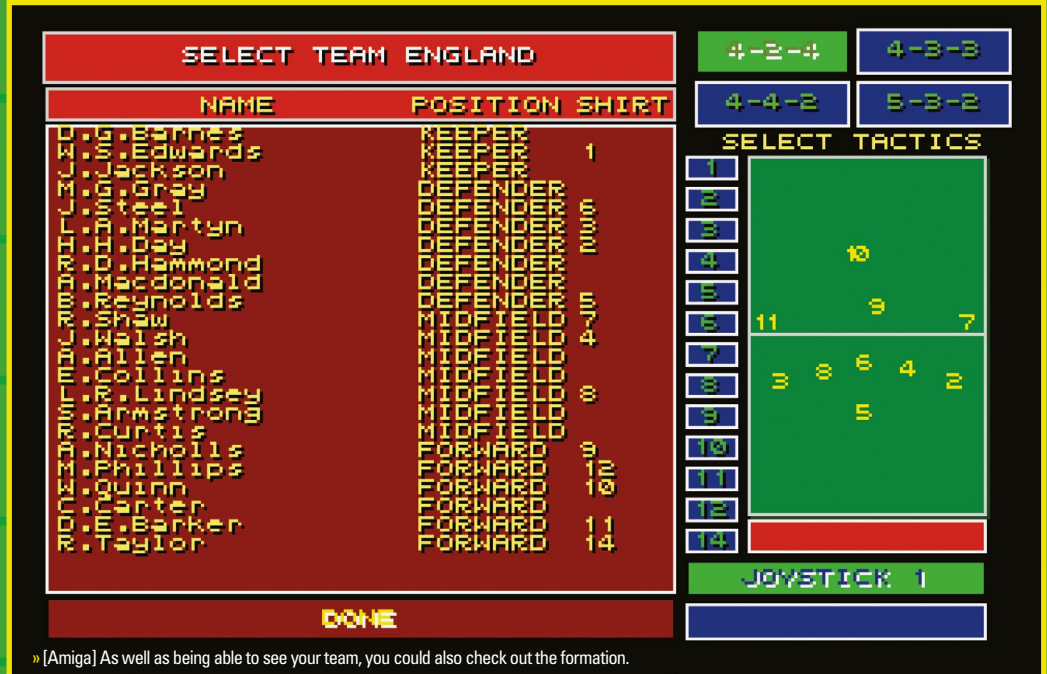 SELECT TEAM ENGLAND
NAME POSITION SHIRT
D.G.Barnes KEEPER
W.S.Edwards KEEPER 1
J.Jackson KEEPER
M.G.Gray DEFENDER
J.Steel DEFENDER 6
L.A.Martyn DEFENDER 3
H.H.Day DEFENDER 2
R.D.Hammond DEFENDER
A.Macdonald DEFENDER
B.Reynolds DEFENDER 5
R.Shaw MIDFIELD 7
J.Walsh MIDFIELD 4
A.Allen MIDFIELD
E.Collins MIDFIELD
L.R.Lindsey MIDFIELD 8
S.Armstrong MIDFIELD
R.Curtis MIDFIELD
A.Nicholls FORWARD 9
M.Phillips FORWARD 12
W.Quinn FORWARD 10
C.Carter FORWARD
D.E.Barker FORWARD 11
R.Taylor FORWARD 14
DONE
4-2-4 4-3-3
4-4-2 5-3-2
SELECT TACTICS
1
2
3
4
5
6
7
8
9
10
11
12
14
10
9
11 7
6
3 8 4 2
5
JOYSTICK 1
» [Amiga] As well as being able to see your team, you could also check out the formation.